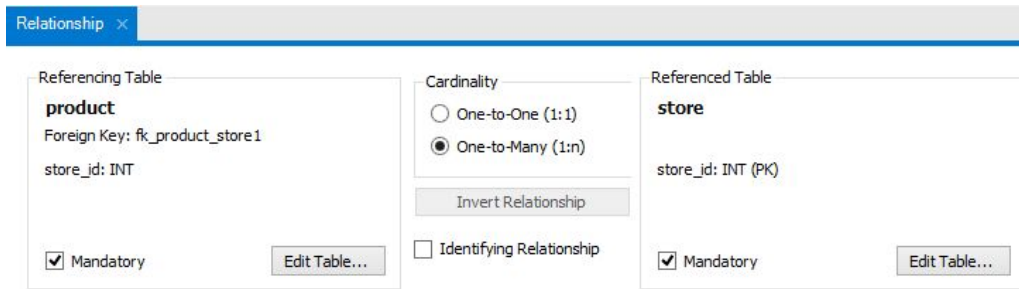 Relationship ×
Referencing Table
product
Foreign Key: fk_product_store1
store_id: INT
Mandatory
Edit Table...
Cardinality
One-to-One (1:1)
One-to-Many (1:n)
Invert Relationship
Identifying Relationship
Referenced Table
store
store_id: INT (PK)
Mandatory
Edit Table...